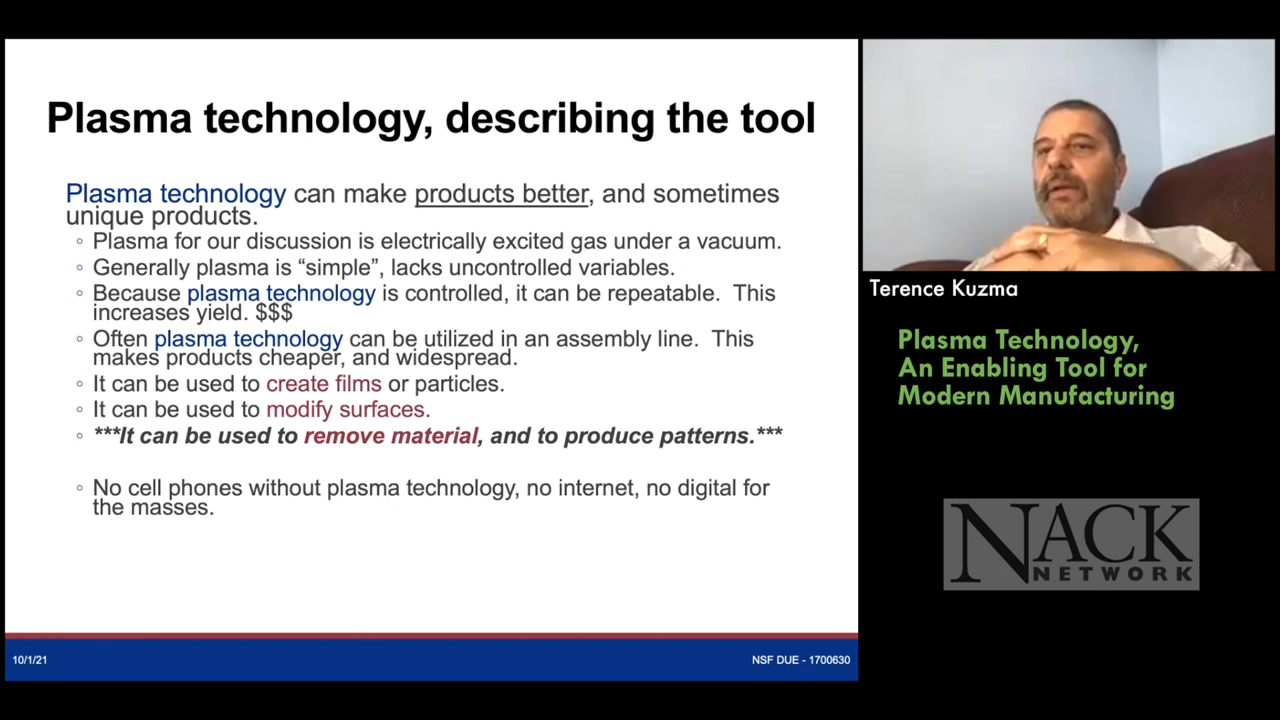 Plasma technology, describing the tool
Plasma technology can make products better, and sometimes
unique products.
◦ Plasma for our discussion is electrically excited gas under a vacuum.
◦ Generally plasma is “simple”, lacks uncontrolled variables.
◦ Because plasma technology is controlled, it can be repeatable.  This
increases yield. $$$
◦ Often plasma technology can be utilized in an assembly line.  This
makes products cheaper, and widespread.
◦ It can be used to create films or particles.
◦ It can be used to modify surfaces.
◦ ***It can be used to remove material, and to produce patterns.***
◦ No cell phones without plasma technology, no internet, no digital for
the masses.
10/1/21
NSF DUE - 1700630
Terence Kuzma
Plasma Technology,
An Enabling Tool for
Modern Manufacturing
NACK
NETWORK